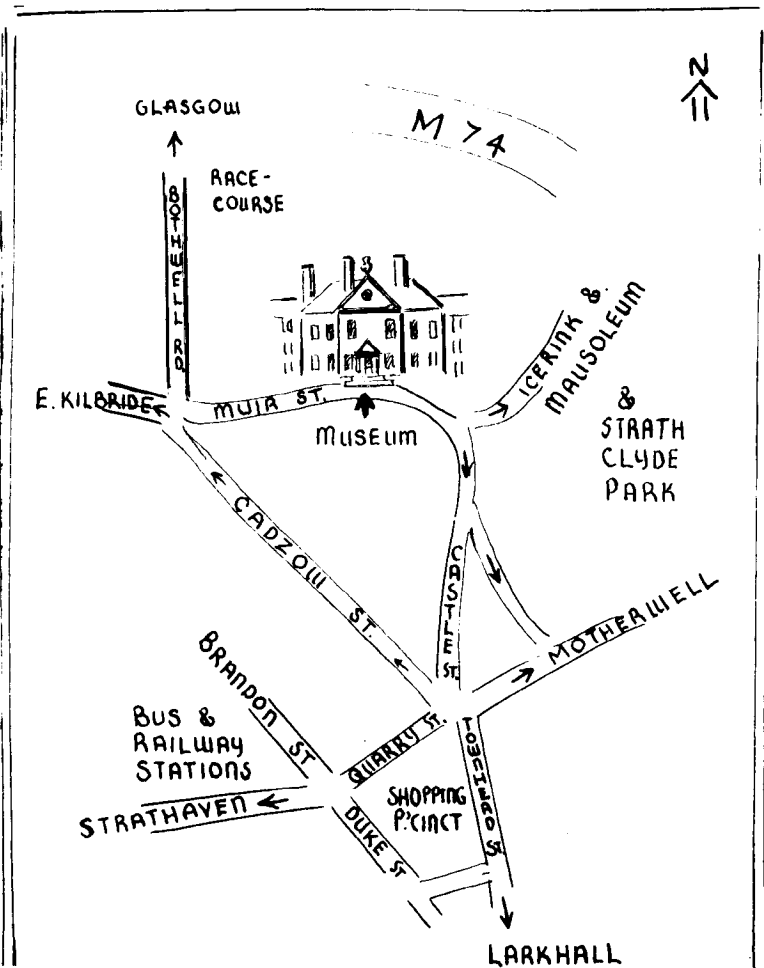 N
GLASGOW
M74
RACE-
COURSE
BOTHWELL RD.
ICERINK &
MAUSOLEUM
&
STRATH
CLYDE
PARK
E. KILBRIDE
MUIR ST.
MUSEUM
CADZOW ST.
CASTLE ST.
MOTHERWELL
BRANDON ST
BUS &
RAILWAY
STATIONS
QUARRY ST.
TOWNHEAD ST.
SHOPPING
P.'CINCT
STRATHAVEN
DUKE ST
LARKHALL